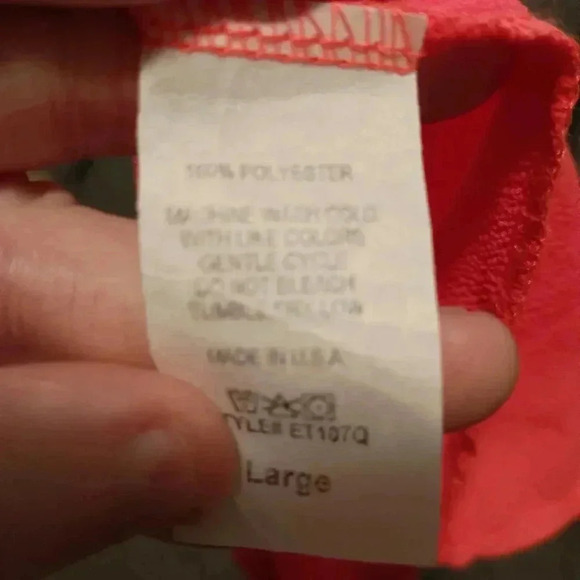 100% POLYESTER
MACHINE WASH COLD
WITH LIKE COLORS
GENTLE CYCLE
DO NOT BLEACH
TUMBLE DRY LOW
MADE IN U.S.A
TYLE# ET107Q
Large